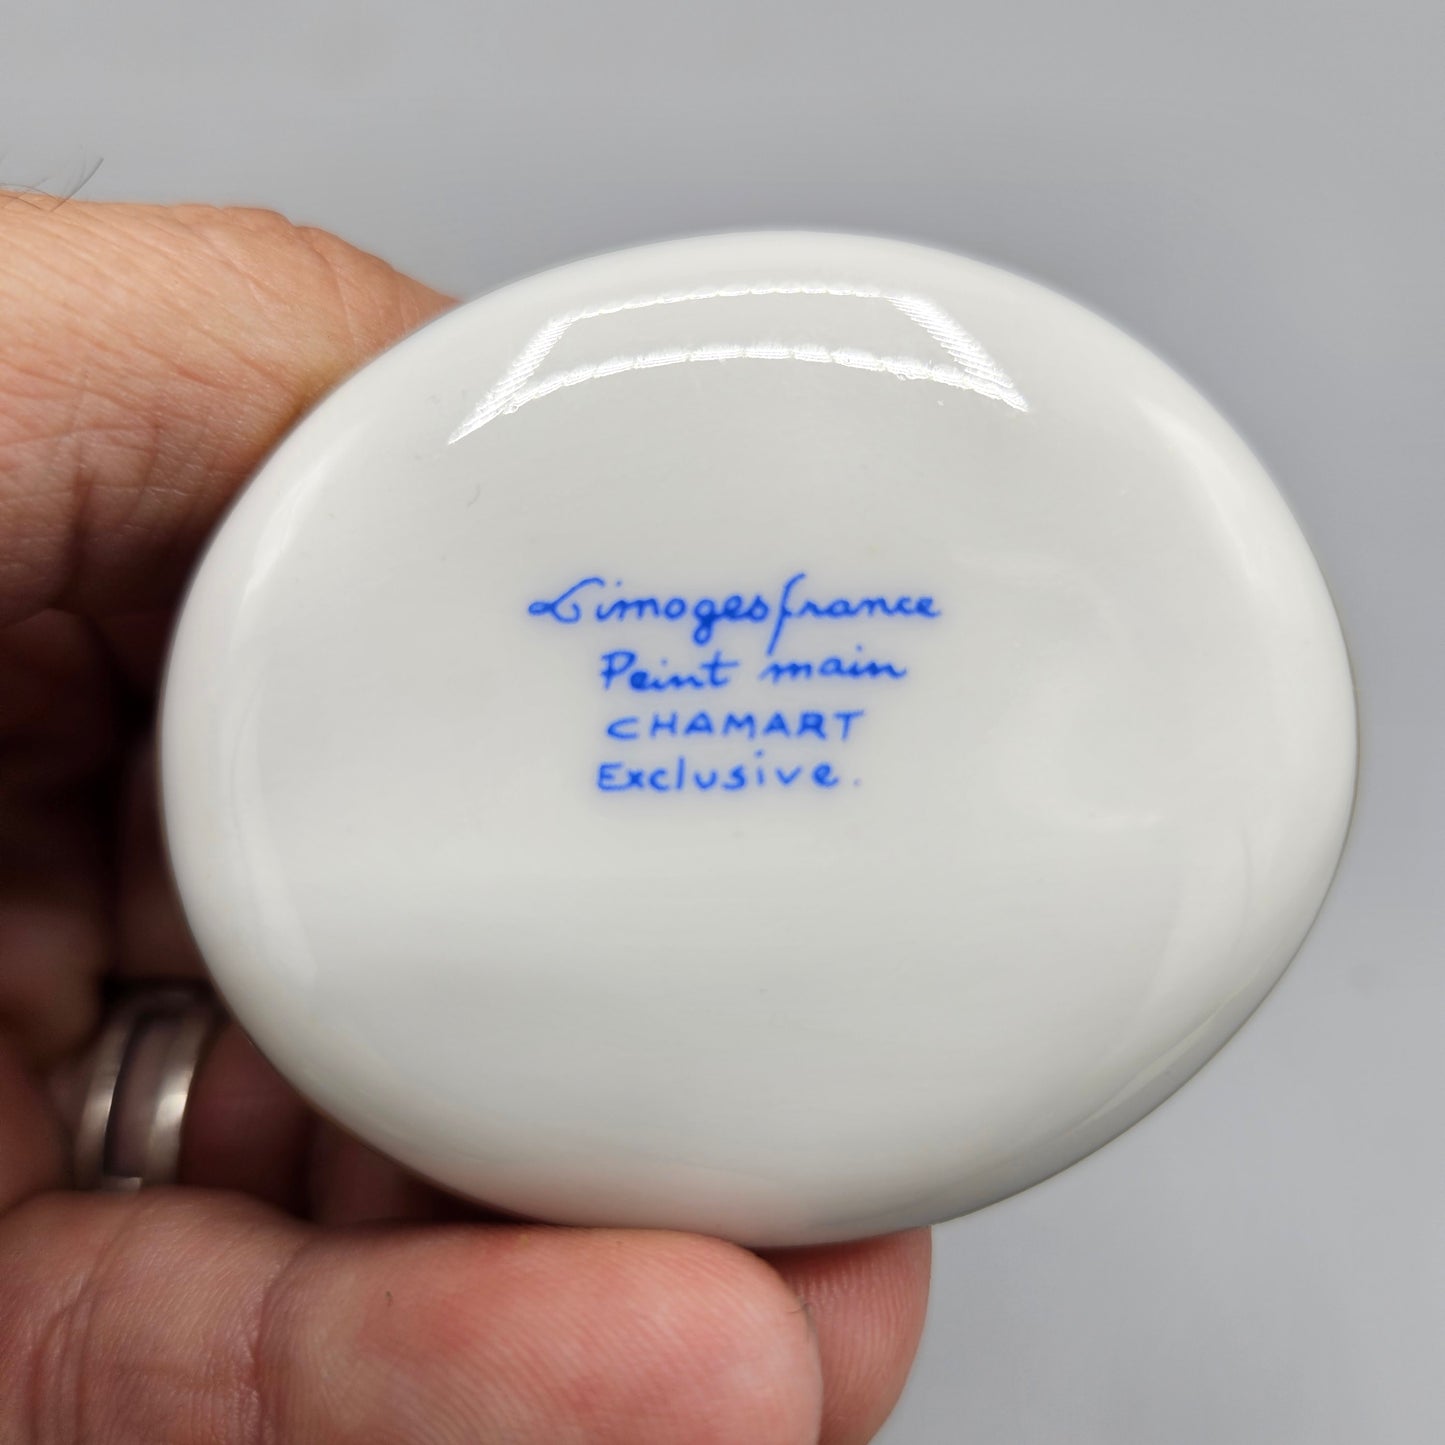 Limoges france
Peint main
CHAMART
Exclusive.